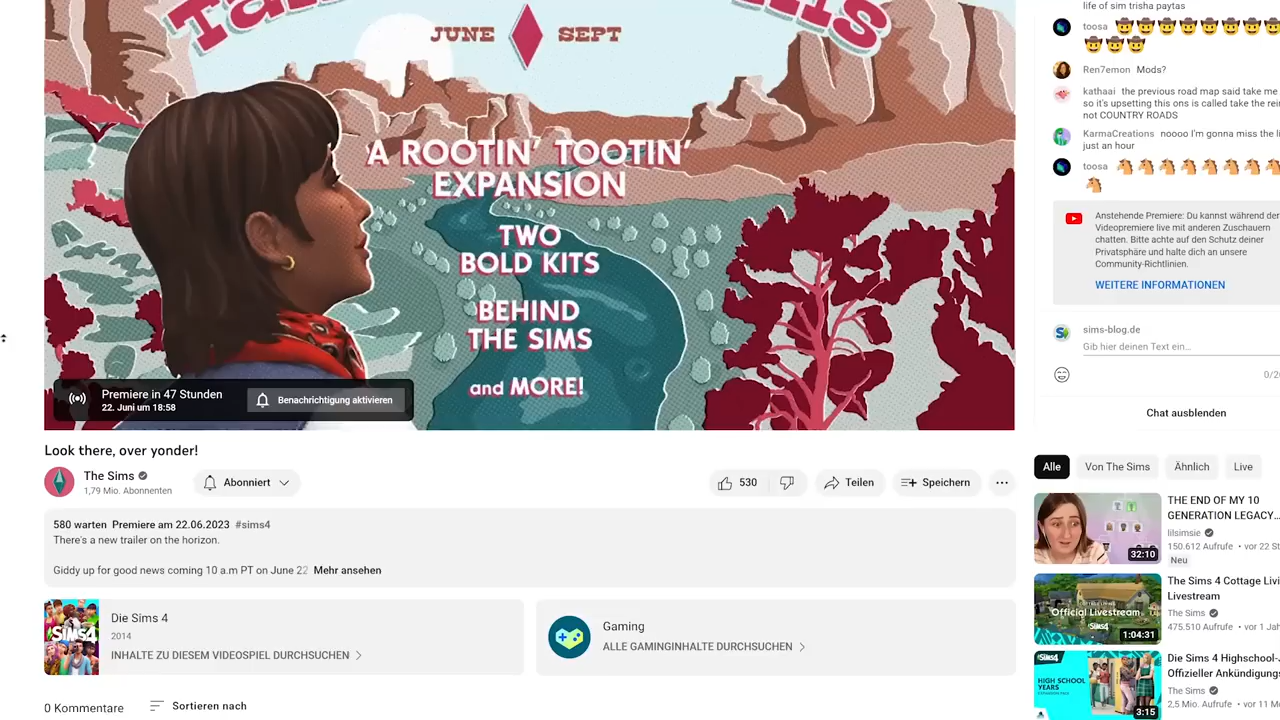 JUNE SEPT
A ROOTIN' TOOTIN'
EXPANSION
TWO
BOLD KITS
BEHIND
THE SIMS
and MORE!
Premiere in 47 Stunden
22. Juni um 18:58
Benachrichtigung aktivieren
Look there, over yonder!
The Sims
1,79 Mio. Abonnenten
Abonniert
530
Teilen
Speichern
580 warten Premiere am 22.06.2023 #sims4
There's a new trailer on the horizon.
Giddy up for good news coming 10 a.m PT on June 22 Mehr ansehen
Die Sims 4
2014
INHALTE ZU DIESEM VIDEOSPIEL DURCHSUCHEN
SIMS4
Gaming
ALLE GAMINGINHALTE DURCHSUCHEN
0 Kommentare
Sortieren nach
life of sim trisha paytas
toosa
Ren7emon Mods?
kathaai the previous road map said take me
so it's upsetting this ons is called take the rei
not COUNTRY ROADS
KarmaCreations noooo I'm gonna miss the li
just an hour
toosa
Anstehende Premiere: Du kannst während der
Videopremiere live mit anderen Zuschauern
chatten. Bitte achte auf den Schutz deiner
Privatsphäre und halte dich an unsere
Community-Richtlinien.
WEITERE INFORMATIONEN
sims-blog.de
Gib hier deinen Text ein...
0/20
Chat ausblenden
Alle
Von The Sims
Ähnlich
Live
THE END OF MY 10
GENERATION LEGACY...
lilsimsie
150.612 Aufrufe • vor 22 St
Neu
32:10
The Sims 4 Cottage Livi
Livestream
The Sims
475.510 Aufrufe • vor 1 Jah
Official Livestream
1:04:31
Die Sims 4 Highschool-J
Offizieller Ankündigungs
The Sims
2,5 Mio. Aufrufe • vor 11 M
HIGH SCHOOL
YEARS
3:15